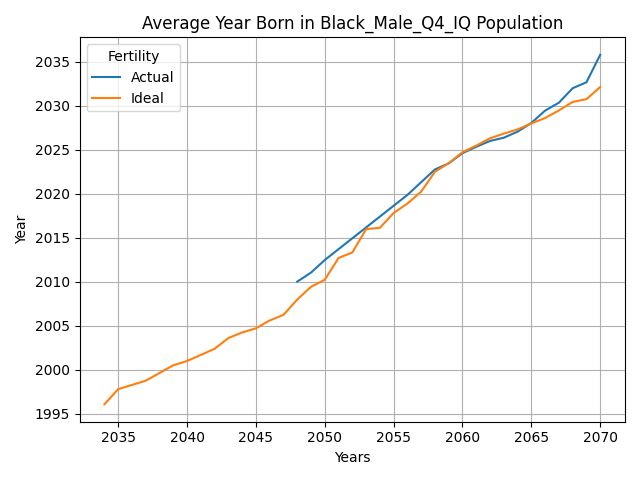 Average Year Born in Black_Male_Q4_IQ Population
Fertility
Actual
Ideal
Year
2035
2030
2025
2020
2015
2010
2005
2000
1995
2035 2040 2045 2050 2055 2060 2065 2070
Years